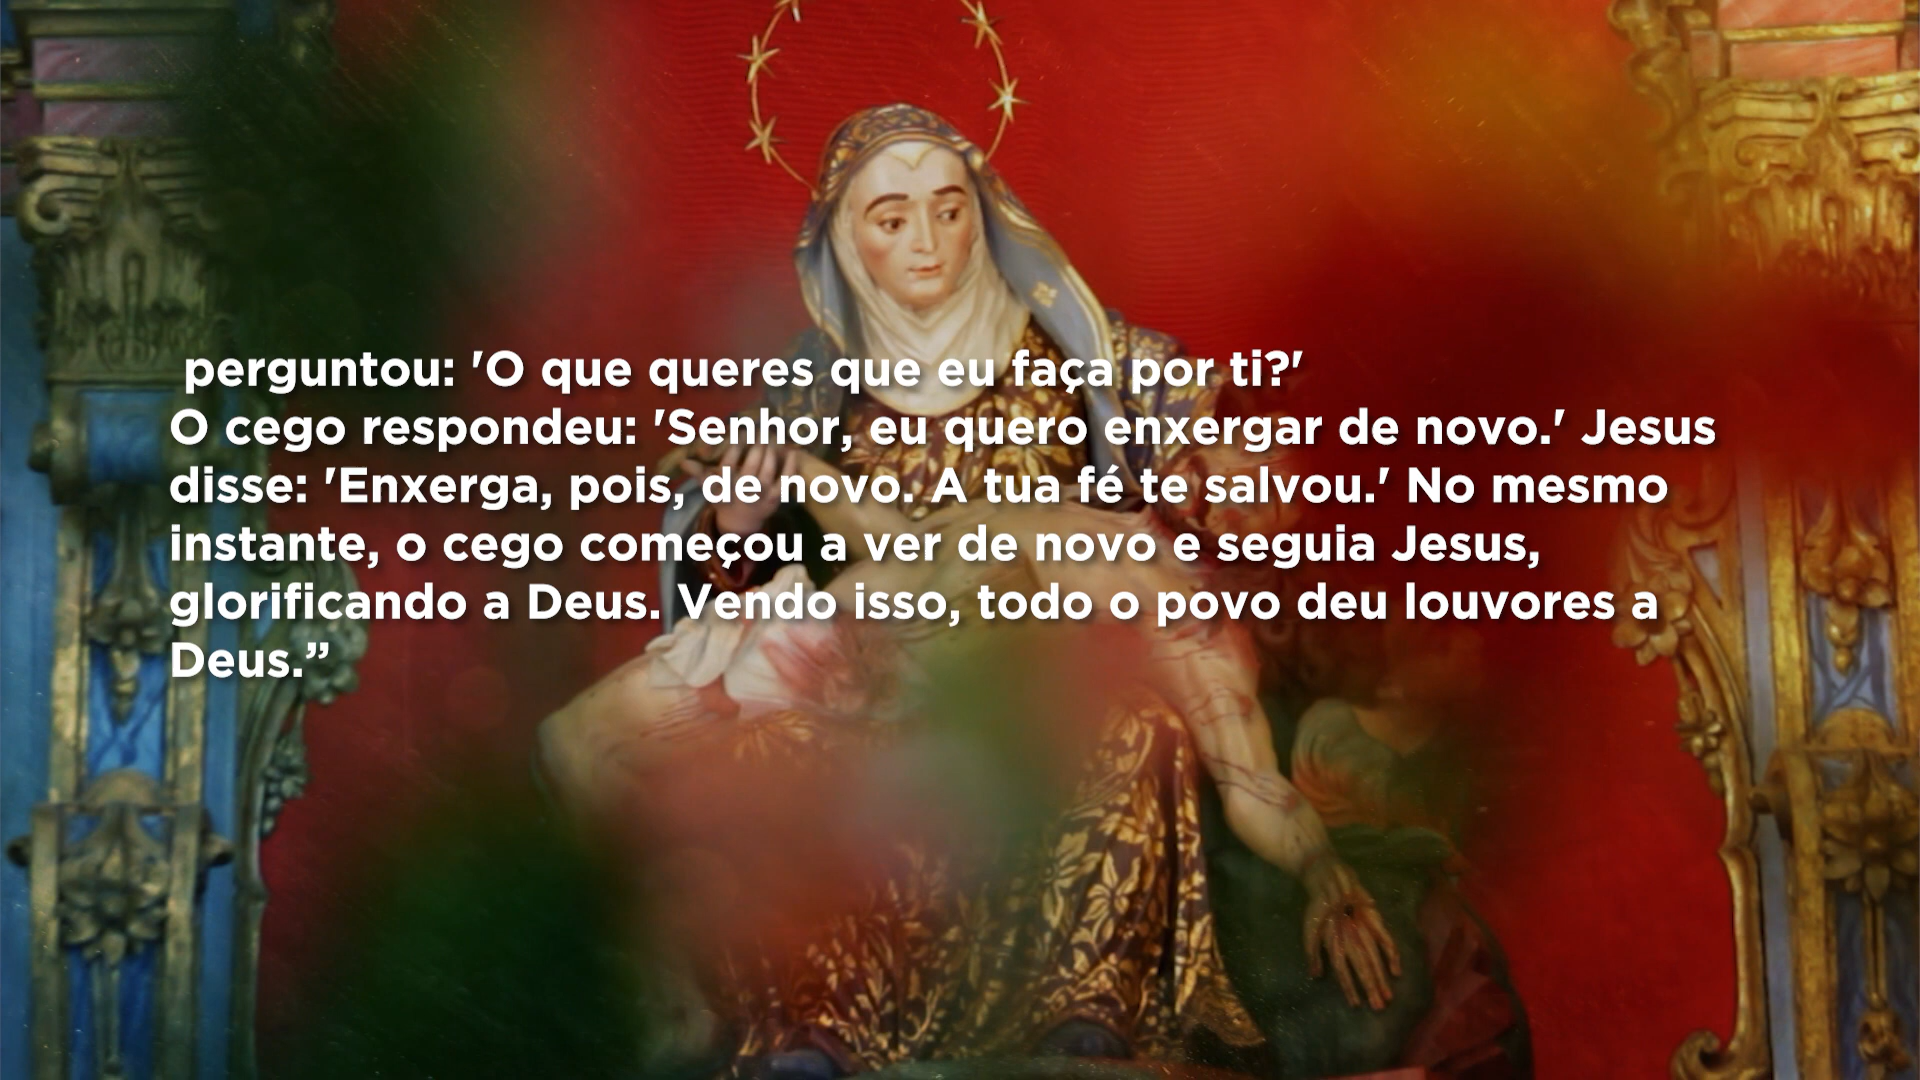 perguntou: 'O que queres que eu faça por ti?'
O cego respondeu: 'Senhor, eu quero enxergar de novo.' Jesus
disse: 'Enxerga, pois, de novo. A tua fé te salvou.' No mesmo
instante, o cego começou a ver de novo e seguia Jesus,
glorificando a Deus. Vendo isso, todo o povo deu louvores a
Deus.”